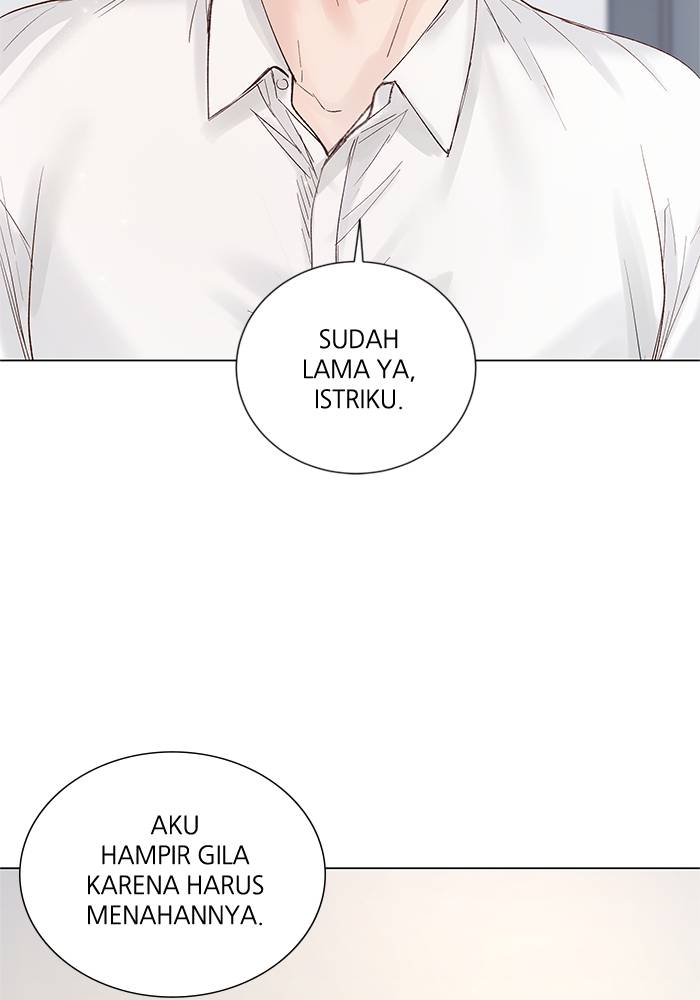 SUDAH
LAMA YA,
ISTRIKU.
AKU
HAMPIR GILA
KARENA HARUS
MENAHANNYA.